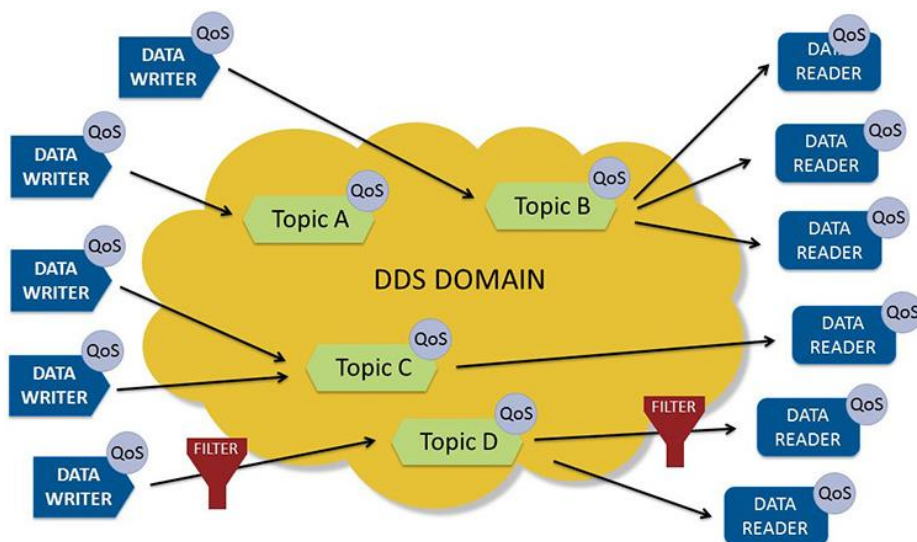 QoS
DATA
WRITER
QoS
DATA
READER
QoS
DATA
WRITER
QoS
DATA
READER
QoS
Topic A
QoS
Topic B
QoS
DATA
READER
QoS
DATA
WRITER
DDS DOMAIN
QoS
DATA
READER
QoS
DATA
WRITER
QoS
Topic C
QoS
DATA
WRITER
FILTER
QoS
Topic D
FILTER
QoS
DATA
READER
QoS
DATA
READER